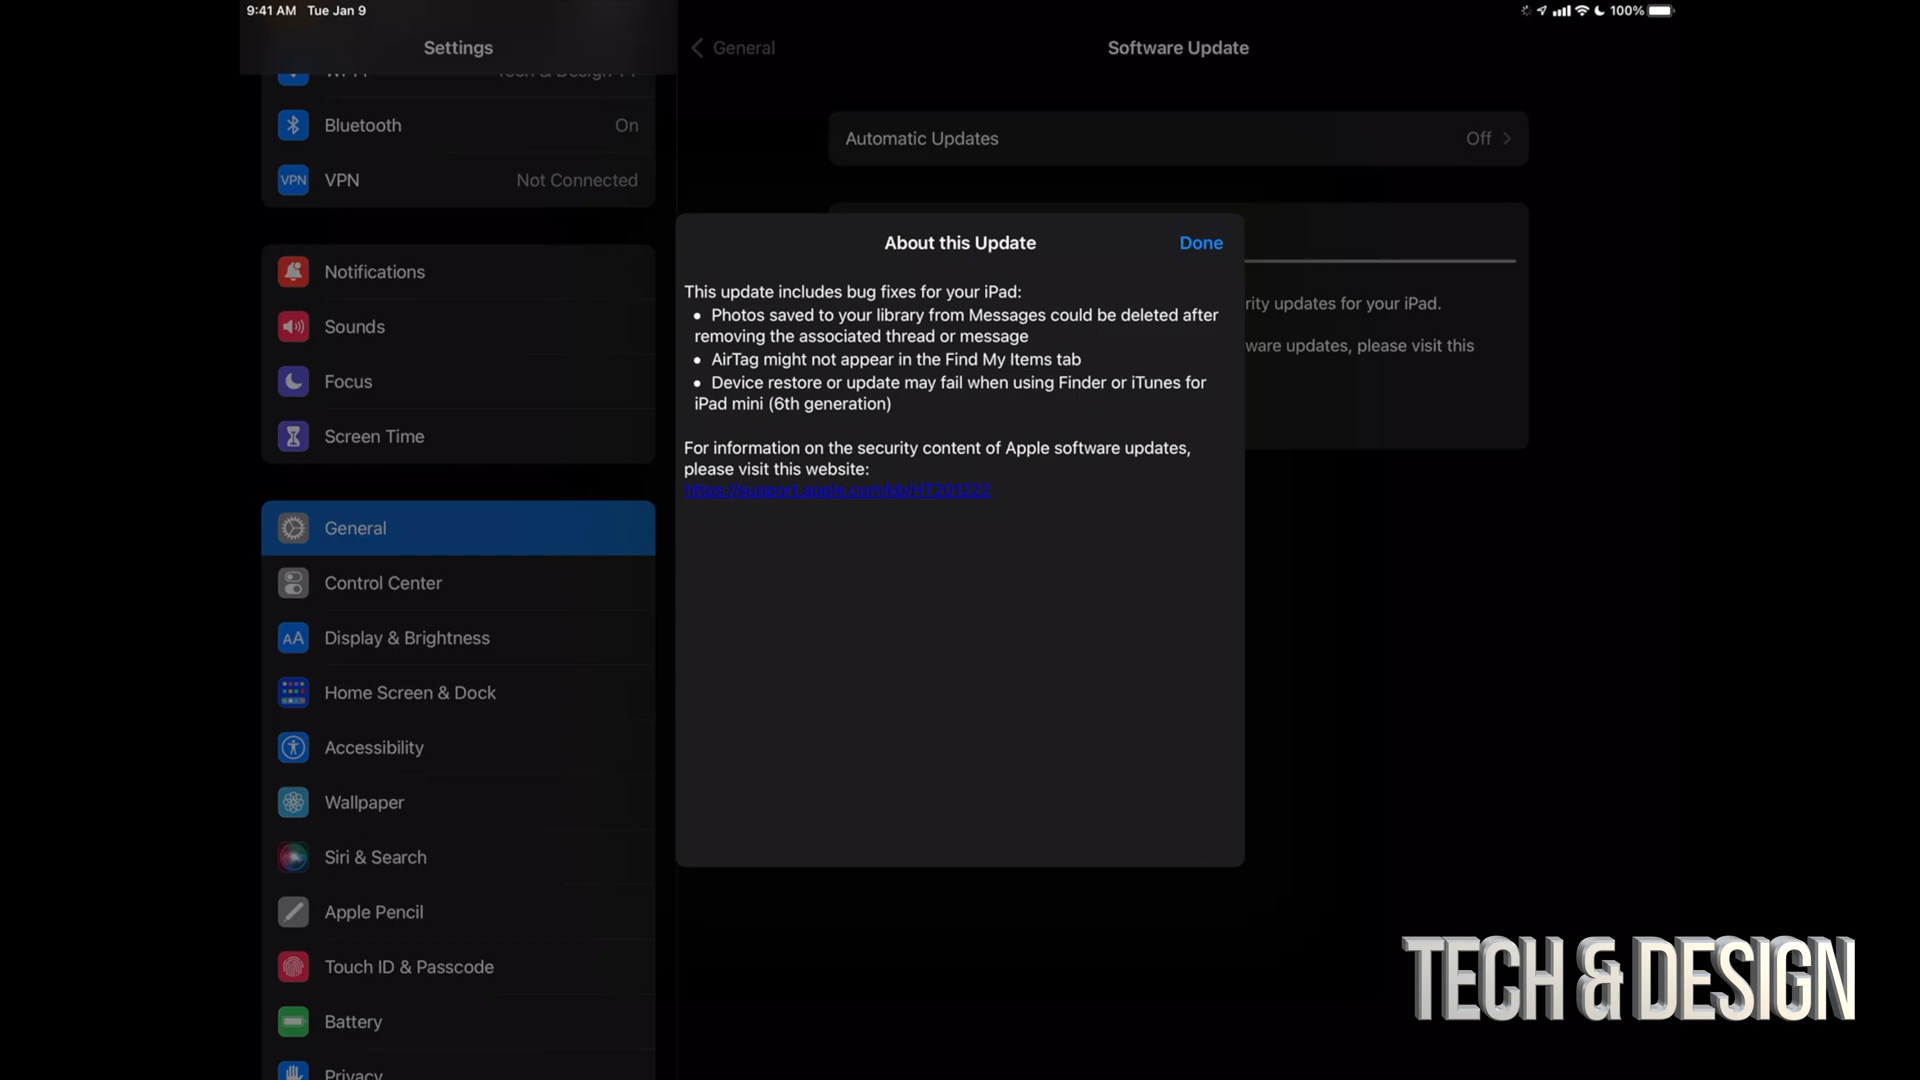 9:41 AM Tue Jan 9
100%
Settings
General
Software Update
Bluetooth
On
VPN
VPN
Not Connected
Notifications
Sounds
Focus
Screen Time
General
Control Center
AA
Display & Brightness
Home Screen & Dock
Accessibility
Wallpaper
Siri & Search
Apple Pencil
Touch ID & Passcode
Battery
Privacy
Automatic Updates
Off
About this Update
Done
This update includes bug fixes for your iPad:
• Photos saved to your library from Messages could be deleted after
removing the associated thread or message
• AirTag might not appear in the Find My Items tab
• Device restore or update may fail when using Finder or iTunes for
iPad mini (6th generation)
For information on the security content of Apple software updates,
please visit this website:
https://support.apple.com/kb/HT201222
rity updates for your iPad.
ware updates, please visit this
TECH & DESIGN